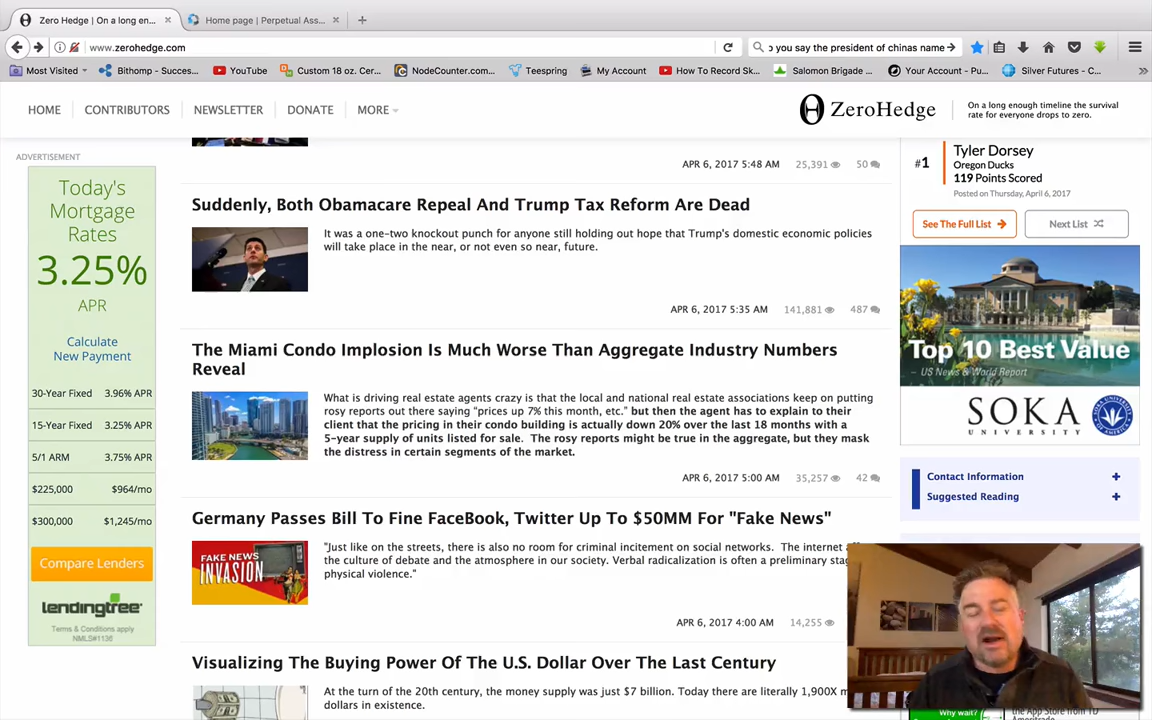 Zero Hedge | On a long en...
Home page | Perpetual Ass...
www.zerohedge.com
o you say the president of chinas name
Most Visited
Bithomp - Succes...
YouTube
Custom 18 oz. Cer...
NodeCounter.com...
Teespring
My Account
How To Record Sk...
Salomon Brigade ...
Your Account - Pu...
Silver Futures - C...
HOME
CONTRIBUTORS
NEWSLETTER
DONATE
MORE
ZeroHedge
On a long enough timeline the survival
rate for everyone drops to zero.
ADVERTISEMENT
Today's
Mortgage
Rates
3.25%
APR
Calculate
New Payment
30-Year Fixed 3.96% APR
15-Year Fixed 3.25% APR
5/1 ARM 3.75% APR
$225,000 $964/mo
$300,000 $1,245/mo
Compare Lenders
lendingtree
Terms & Conditions apply
NMLS#1136
APR 6, 2017 5:48 AM 25,391 50
Suddenly, Both Obamacare Repeal And Trump Tax Reform Are Dead
It was a one-two knockout punch for anyone still holding out hope that Trump's domestic economic policies
will take place in the near, or not even so near, future.
APR 6, 2017 5:35 AM 141,881 487
The Miami Condo Implosion Is Much Worse Than Aggregate Industry Numbers
Reveal
What is driving real estate agents crazy is that the local and national real estate associations keep on putting
rosy reports out there saying “prices up 7% this month, etc.” but then the agent has to explain to their
client that the pricing in their condo building is actually down 20% over the last 18 months with a
5-year supply of units listed for sale. The rosy reports might be true in the aggregate, but they mask
the distress in certain segments of the market.
APR 6, 2017 5:00 AM 35,257 42
Germany Passes Bill To Fine FaceBook, Twitter Up To $50MM For "Fake News"
FAKE NEWS
INVASION
"Just like on the streets, there is also no room for criminal incitement on social networks. The internet
the culture of debate and the atmosphere in our society. Verbal radicalization is often a preliminary stag
physical violence."
APR 6, 2017 4:00 AM 14,255
Visualizing The Buying Power Of The U.S. Dollar Over The Last Century
At the turn of the 20th century, the money supply was just $7 billion. Today there are literally 1,900X m
dollars in existence.
#1
Tyler Dorsey
Oregon Ducks
119 Points Scored
Posted on Thursday, April 6, 2017
See The Full List
Next List
Top 10 Best Value
- US News & World Report
SOKA
UNIVERSITY
Contact Information +
Suggested Reading +
Why wait?
the App Store from TD